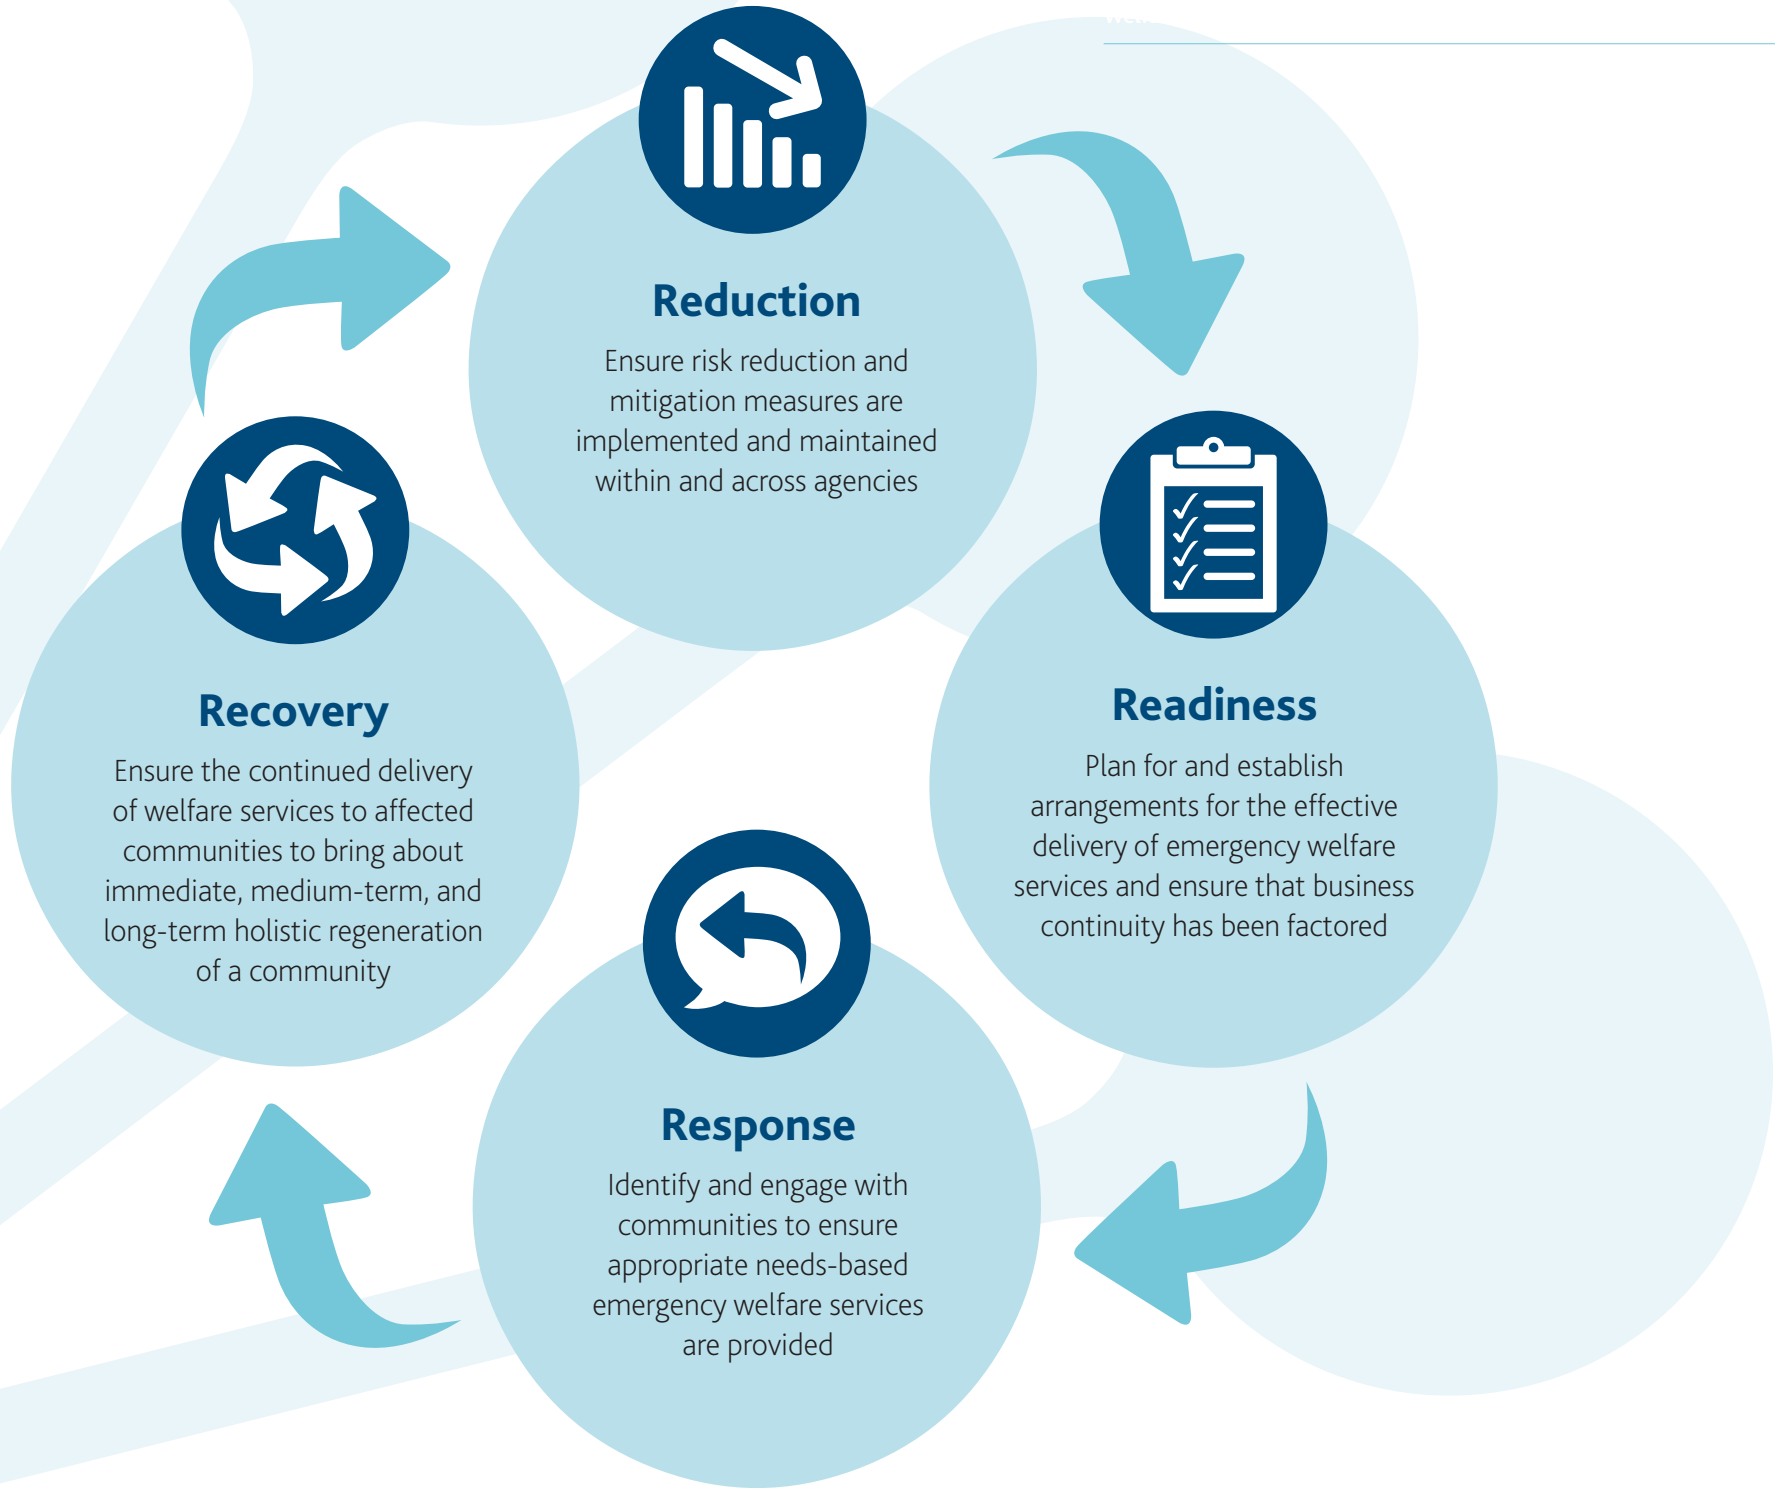 Reduction
Ensure risk reduction and
mitigation measures are
implemented and maintained
within and across agencies
Readiness
Plan for and establish
arrangements for the effective
delivery of emergency welfare
services and ensure that business
continuity has been factored
Response
Identify and engage with
communities to ensure
appropriate needs-based
emergency welfare services
are provided
Recovery
Ensure the continued delivery
of welfare services to affected
communities to bring about
immediate, medium-term, and
long-term holistic regeneration
of a community